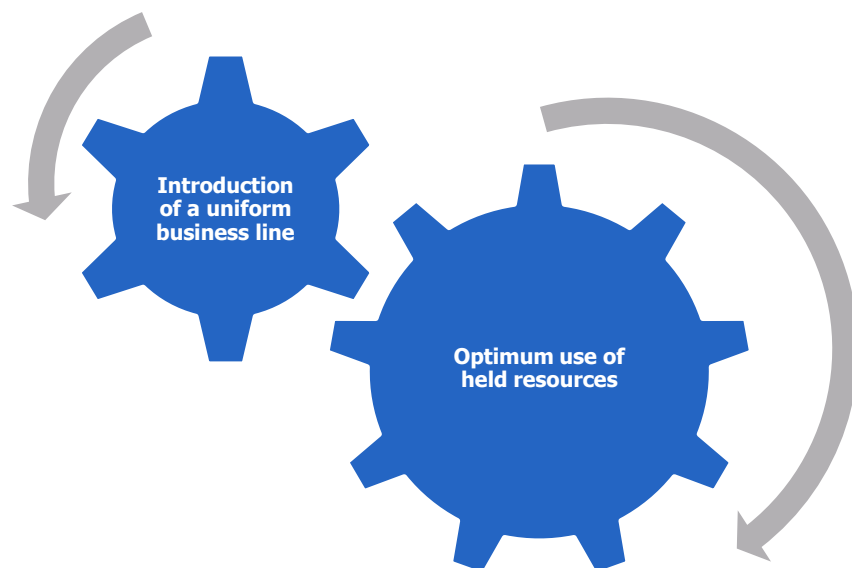 Introduction
of a uniform
business line
Optimum use of
held resources